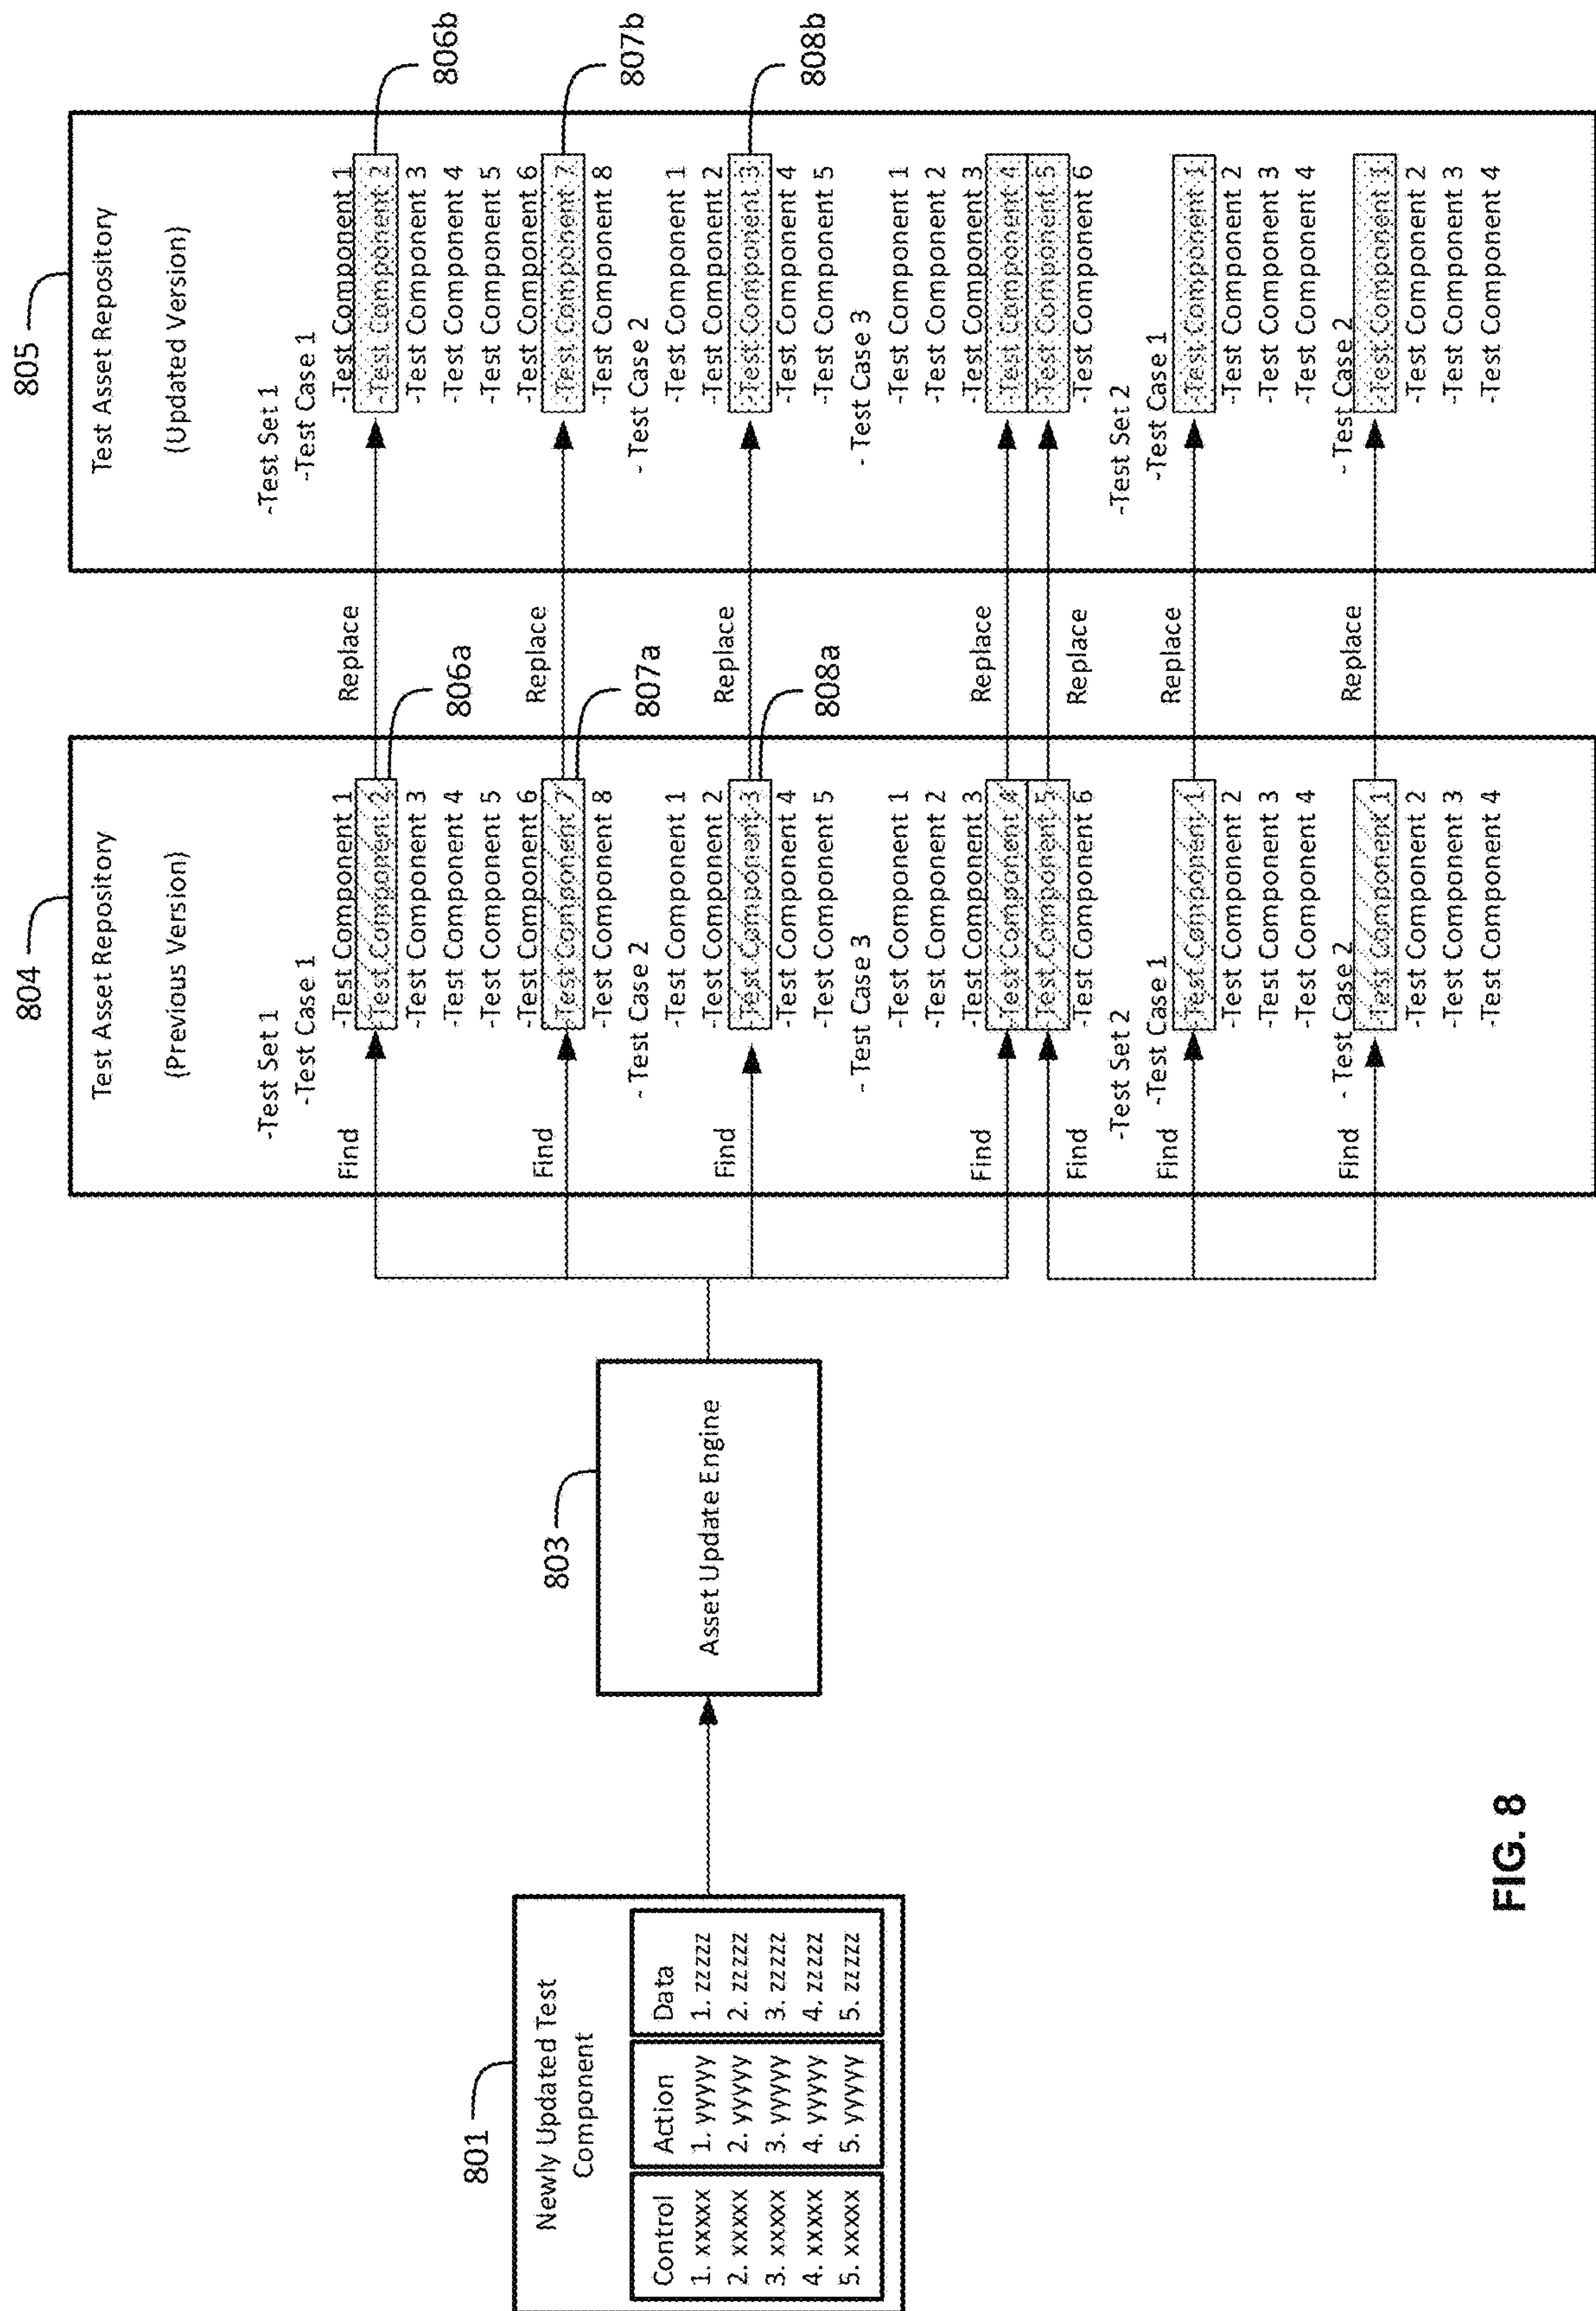 801
Newly Updated Test
Component
Control Action Data
1. xxxxx 1. yyyyy 1. zzzzz
2. xxxxx 2. yyyyy 2. zzzzz
3. xxxxx 3. yyyyy 3. zzzzz
4. xxxxx 4. yyyyy 4. zzzzz
5. xxxxx 5. yyyyy 5. zzzzz
803
Asset Update Engine
804
Test Asset Repository
(Previous Version)
-Test Set 1
-Test Case 1
Find
-Test Component 1
-Test Component 2
806a
-Test Component 3
-Test Component 4
-Test Component 5
-Test Component 6
Find
-Test Component 7
807a
-Test Component 8
- Test Case 2
-Test Component 1
-Test Component 2
Find
-Test Component 3
808a
-Test Component 4
-Test Component 5
- Test Case 3
-Test Component 1
-Test Component 2
-Test Component 3
Find
-Test Component 4
-Test Component 5
Find
-Test Component 6
-Test Set 2
-Test Case 1
Find
-Test Component 1
-Test Component 2
-Test Component 3
-Test Component 4
- Test Case 2
Find
-Test Component 1
-Test Component 2
-Test Component 3
-Test Component 4
Replace
Replace
Replace
Replace
Replace
Replace
Replace
805
Test Asset Repository
(Updated Version)
-Test Set 1
-Test Case 1
-Test Component 1
-Test Component 2
806b
-Test Component 3
-Test Component 4
-Test Component 5
-Test Component 6
-Test Component 7
807b
-Test Component 8
- Test Case 2
-Test Component 1
-Test Component 2
-Test Component 3
808b
-Test Component 4
-Test Component 5
- Test Case 3
-Test Component 1
-Test Component 2
-Test Component 3
-Test Component 4
-Test Component 5
-Test Component 6
-Test Set 2
-Test Case 1
-Test Component 1
-Test Component 2
-Test Component 3
-Test Component 4
- Test Case 2
-Test Component 1
-Test Component 2
-Test Component 3
-Test Component 4
FIG. 8